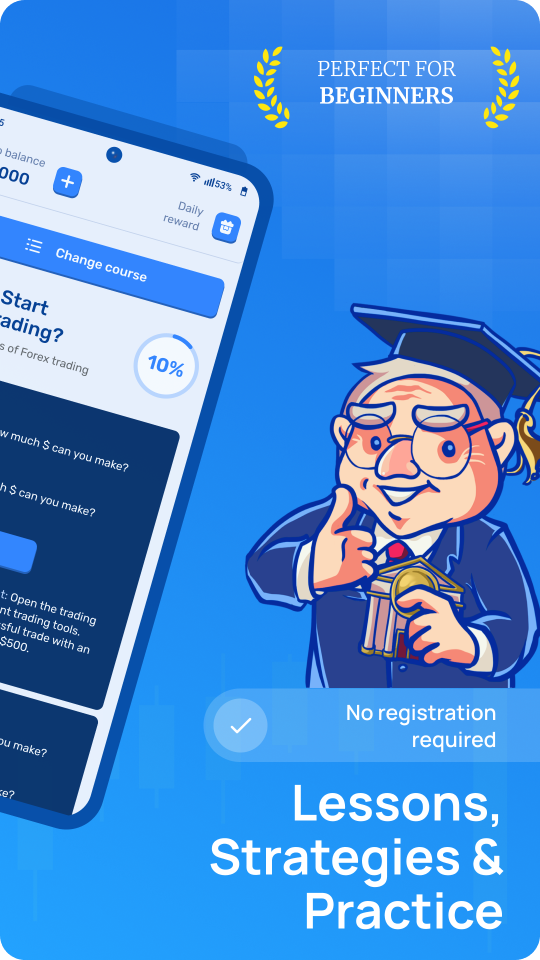 PERFECT FOR
BEGINNERS
5
balance
000
53%
Daily
reward
Change course
Start
rading?
s of Forex trading
10%
w much $ can you make?
h $ can you make?
t: Open the trading
nt trading tools.
sful trade with an
$500.
ou make?
ke?
No registration
required
Lessons,
Strategies &
Practice